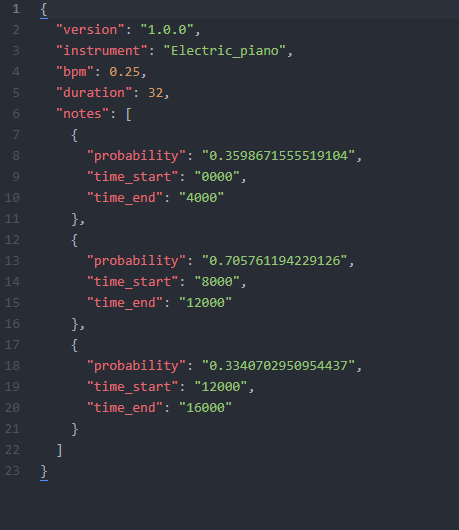 1 {
2   "version": "1.0.0",
3   "instrument": "Electric_piano",
4   "bpm": 0.25,
5   "duration": 32,
6   "notes": [
7     {
8       "probability": "0.3598671555519104",
9       "time_start": "0000",
10       "time_end": "4000"
11     },
12     {
13       "probability": "0.705761194229126",
14       "time_start": "8000",
15       "time_end": "12000"
16     },
17     {
18       "probability": "0.3340702950954437",
19       "time_start": "12000",
20       "time_end": "16000"
21     }
22   ]
23 }